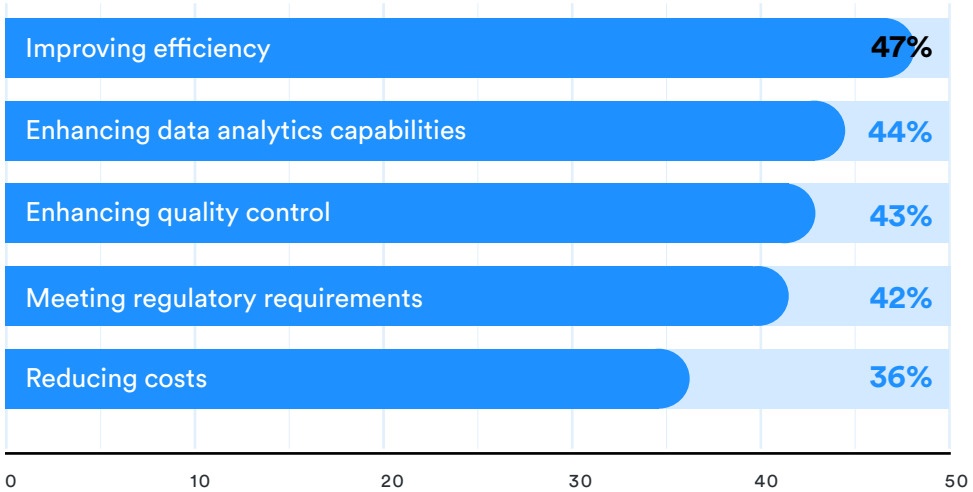 Improving efficiency 47%
Enhancing data analytics capabilities 44%
Enhancing quality control 43%
Meeting regulatory requirements 42%
Reducing costs 36%
0 10 20 30 40 50